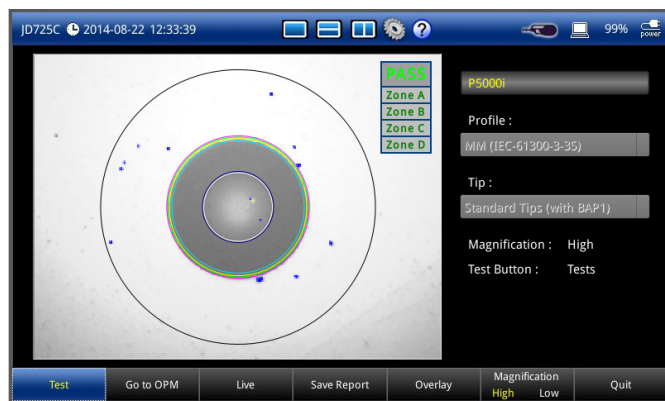 JD725C 2014-08-22 12:33:39
? 99% power
PASS
Zone A
Zone B
Zone C
Zone D
P5000i
Profile :
MM (IEC-61300-3-35)
Tip :
Standard Tips (with BAP1)
Magnification : High
Test Button : Tests
Test
Go to OPM
Live
Save Report
Overlay
Magnification
High Low
Quit